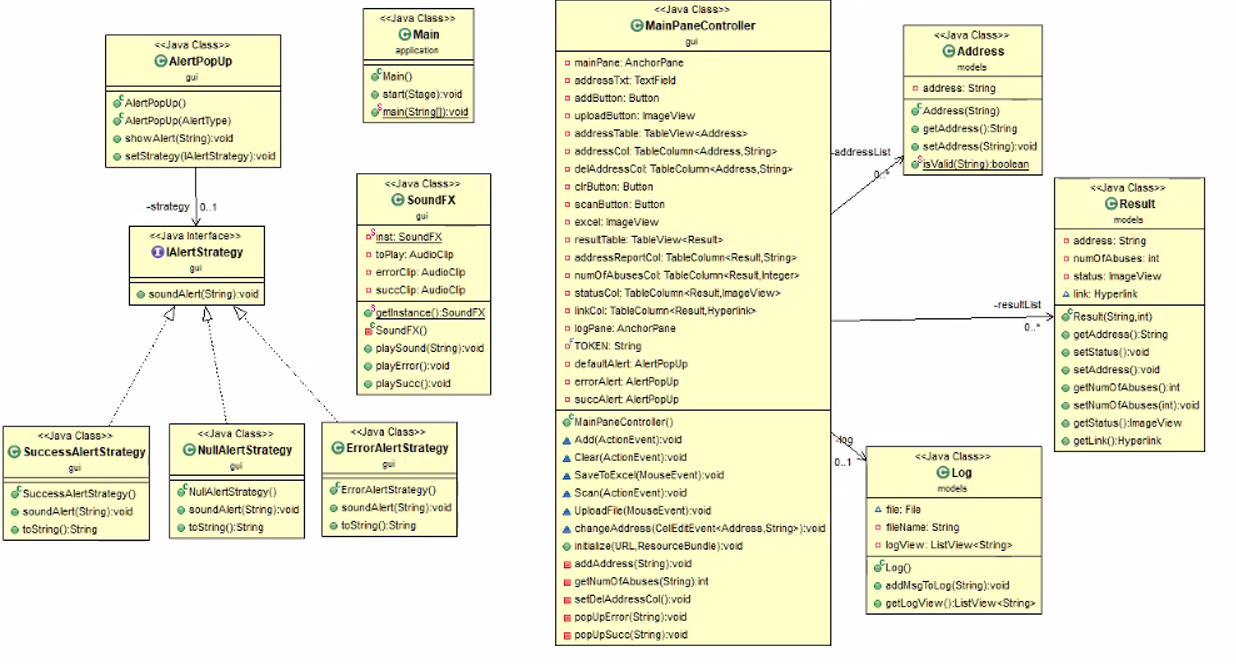 <<Java Class>>
AlertPopUp
gui
AlertPopUp()
AlertPopUp(AlertType)
showAlert(String):void
setStrategy(IAlertStrategy):void
-strategy
0..1
<<Java Interface>>
IAlertStrategy
gui
soundAlert(String):void
<<Java Class>>
SuccessAlertStrategy
gui
SuccessAlertStrategy()
soundAlert(String):void
toString():String
<<Java Class>>
NullAlertStrategy
gui
NullAlertStrategy()
soundAlert(String):void
toString():String
<<Java Class>>
ErrorAlertStrategy
gui
ErrorAlertStrategy()
soundAlert(String):void
toString():String
<<Java Class>>
Main
application
Main()
start(Stage):void
main(String[]):void
<<Java Class>>
SoundFX
gui
inst: SoundFX
toPlay: AudioClip
errorClip: AudioClip
succClip: AudioClip
getInstance():SoundFX
SoundFX()
playSound(String):void
playError():void
playSucc():void
<<Java Class>>
MainPaneController
gui
mainPane: AnchorPane
addressTxt: TextField
addButton: Button
uploadButton: ImageView
addressTable: TableView<Address>
addressCol: TableColumn<Address,String>
delAddressCol: TableColumn<Address,String>
clrButton: Button
scanButton: Button
excel: ImageView
resultTable: TableView<Result>
addressReportCol: TableColumn<Result,String>
numOfAbusesCol: TableColumn<Result,Integer>
statusCol: TableColumn<Result,ImageView>
linkCol: TableColumn<Result,Hyperlink>
logPane: AnchorPane
TOKEN: String
defaultAlert: AlertPopUp
errorAlert: AlertPopUp
succAlert: AlertPopUp
MainPaneController()
Add(ActionEvent):void
Clear(ActionEvent):void
SaveToExcel(MouseEvent):void
Scan(ActionEvent):void
UploadFile(MouseEvent):void
changeAddress(CellEditEvent<Address,String>):void
initialize(URL,ResourceBundle):void
addAddress(String):void
getNumOfAbuses(String):int
setDelAddressCol():void
popUpError(String):void
popUpSucc(String):void
-addressList
0..*
<<Java Class>>
Address
models
address: String
Address(String)
getAddress():String
setAddress(String):void
isValid(String):boolean
-resultList
0..*
<<Java Class>>
Result
models
address: String
numOfAbuses: int
status: ImageView
link: Hyperlink
Result(String,int)
getAddress():String
setStatus():void
setAddress():void
getNumOfAbuses():int
setNumOfAbuses(int):void
getStatus():ImageView
getLink():Hyperlink
-log
0..1
<<Java Class>>
Log
models
file: File
fileName: String
logView: ListView<String>
Log()
addMsgToLog(String):void
getLogView():ListView<String>